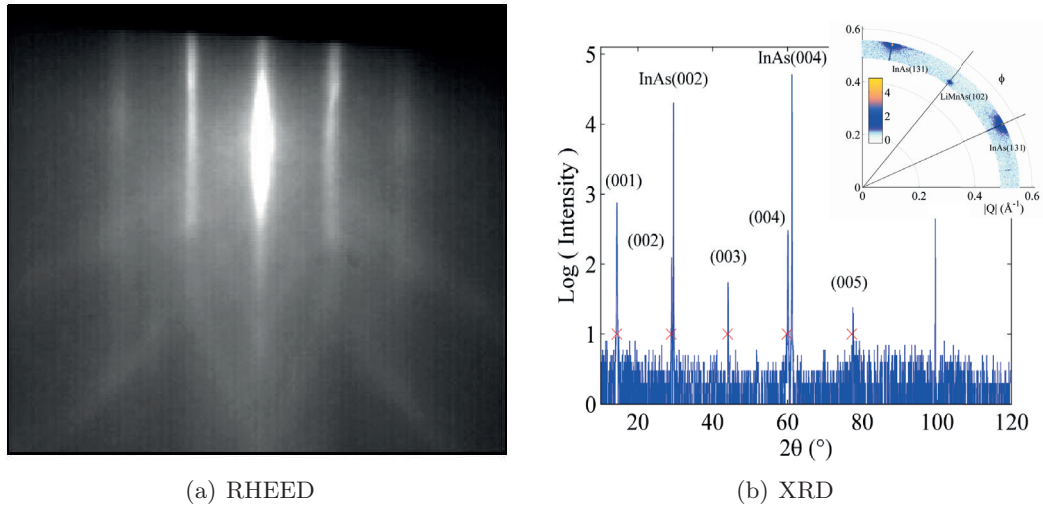 5
4
3
2
1
0
Log ( Intensity )
20
40
60
80
100
120
2θ (°)
(001)
(002)
InAs(002)
(003)
(004)
InAs(004)
(005)
0.6
0.4
0.2
0
0
0.2
0.4
0.6
|Q| (Å⁻¹)
4
2
0
InAs(131)
LiMnAs(102)
InAs(131)
ϕ
(a) RHEED
(b) XRD